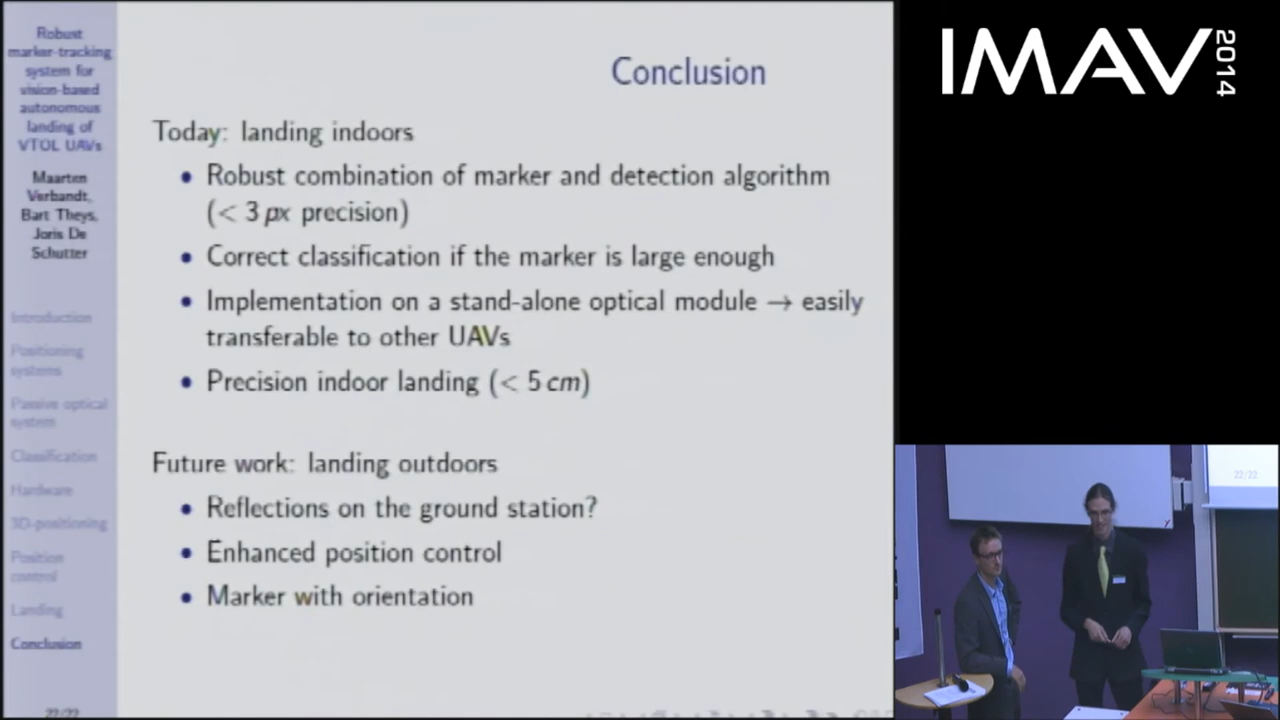 Robust
marker-tracking
system for
vision-based
autonomous
landing of
VTOL UAVs
Maarten
Verbandt,
Bart Theys,
Joris De
Schutter
Introduction
Positioning
systems
Passive optical
system
Classification
Hardware
3D-positioning
Position
control
Landing
Conclusion
22/22
Conclusion
Today: landing indoors
• Robust combination of marker and detection algorithm
(< 3 px precision)
• Correct classification if the marker is large enough
• Implementation on a stand-alone optical module → easily
transferable to other UAVs
• Precision indoor landing (< 5 cm)
Future work: landing outdoors
• Reflections on the ground station?
• Enhanced position control
• Marker with orientation
IMAV 2014
22/22